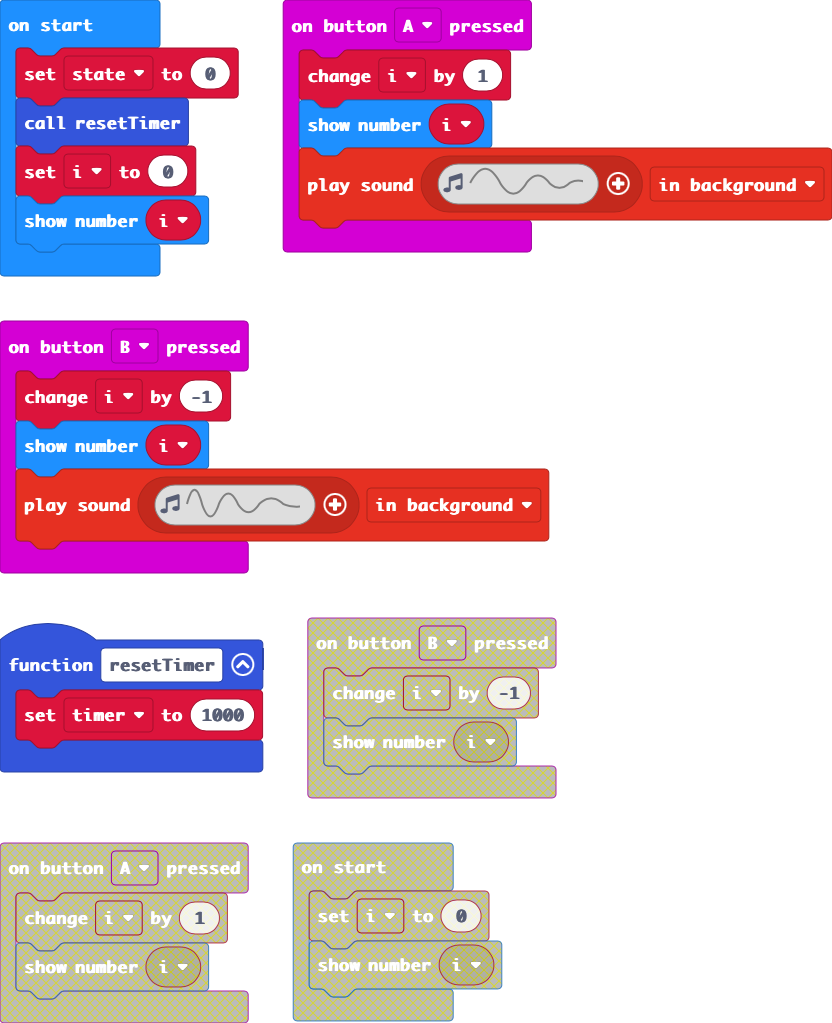 on start
set state to 0
call resetTimer
set i to 0
show number i
on button A pressed
change i by 1
show number i
play sound in background
on button B pressed
change i by -1
show number i
play sound in background
function resetTimer
set timer to 1000
on button B pressed
change i by -1
show number i
on button A pressed
change i by 1
show number i
on start
set i to 0
show number i